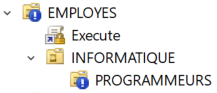 EMPLOYES
Execute
INFORMATIQUE
PROGRAMMEURS